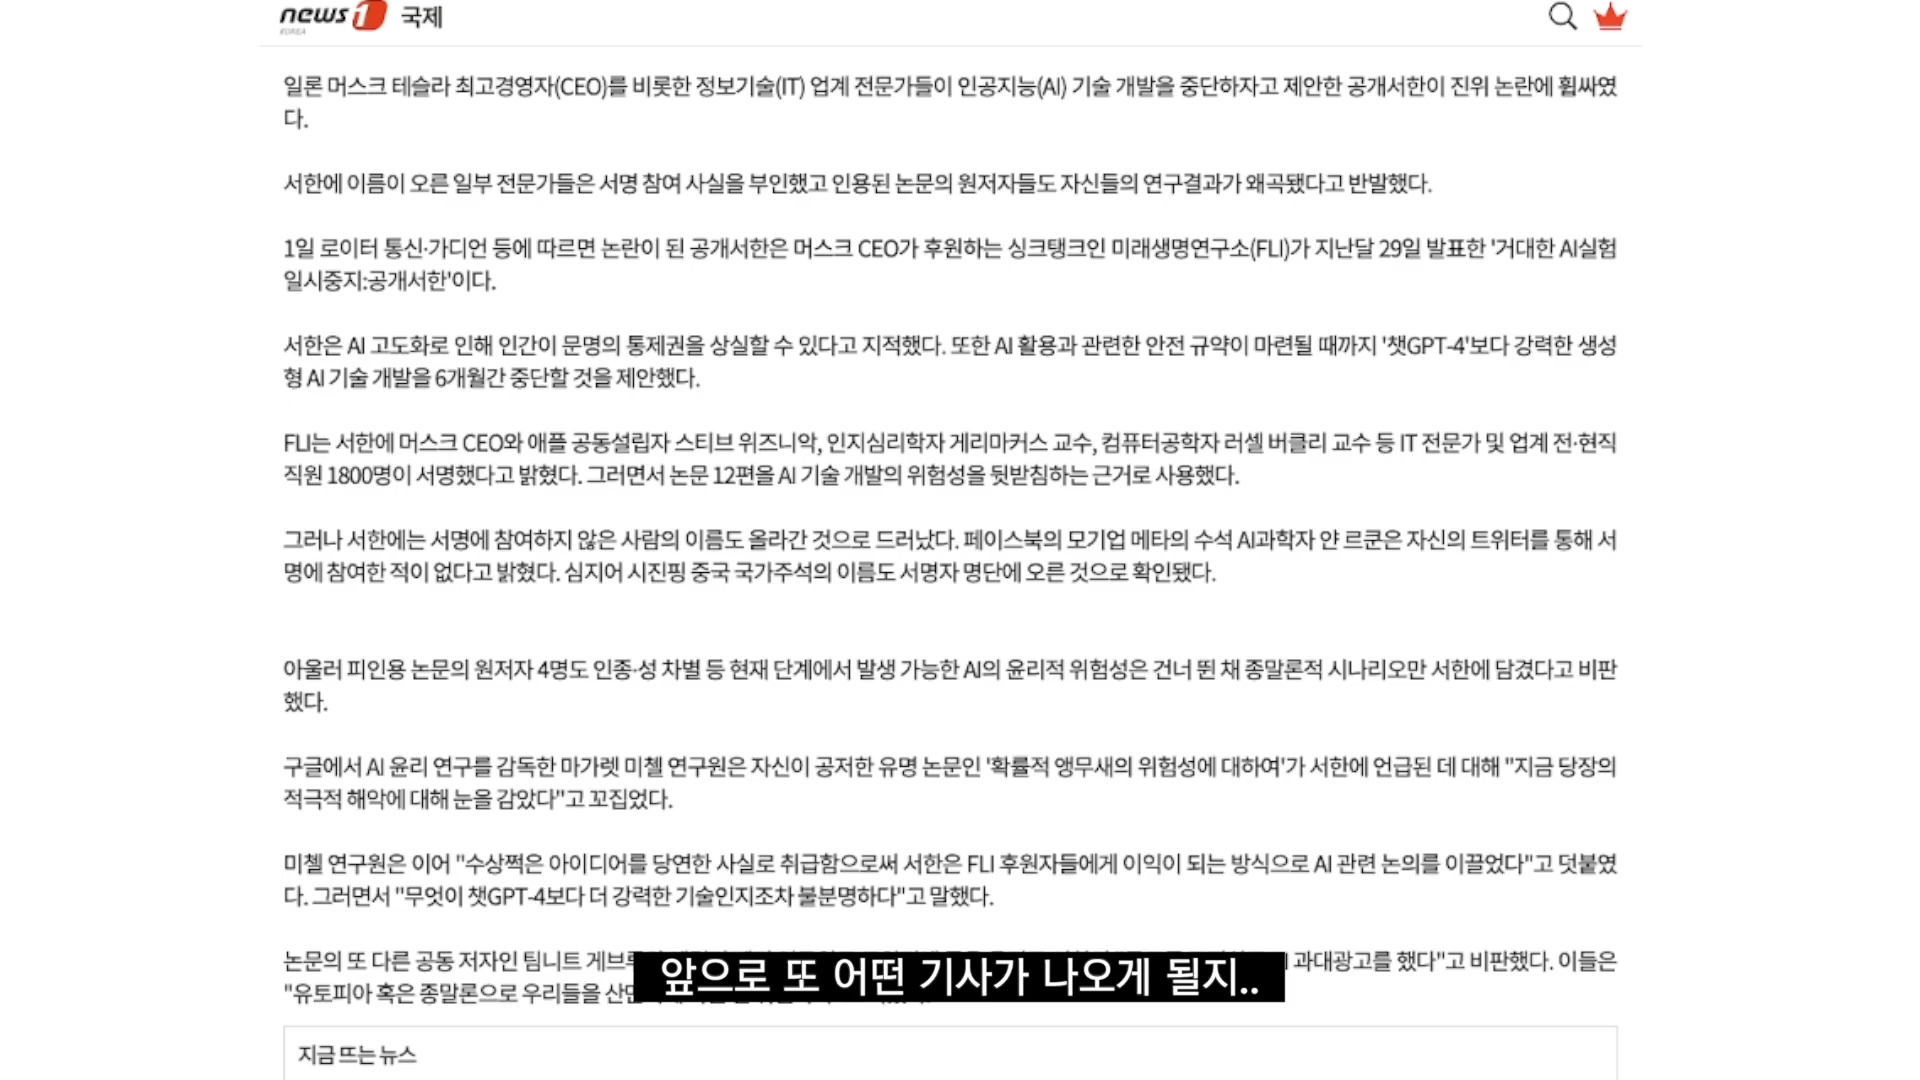 news1 국제
KOREA
일론 머스크 테슬라 최고경영자(CEO)를 비롯한 정보기술(IT) 업계 전문가들이 인공지능(AI) 기술 개발을 중단하자고 제안한 공개서한이 진위 논란에 휩싸였
다.
서한에 이름이 오른 일부 전문가들은 서명 참여 사실을 부인했고 인용된 논문의 원저자들도 자신들의 연구결과가 왜곡됐다고 반발했다.
1일 로이터 통신·가디언 등에 따르면 논란이 된 공개서한은 머스크 CEO가 후원하는 싱크탱크인 미래생명연구소(FLI)가 지난달 29일 발표한 '거대한 AI실험
일시중지:공개서한'이다.
서한은 AI 고도화로 인해 인간이 문명의 통제권을 상실할 수 있다고 지적했다. 또한 AI 활용과 관련한 안전 규약이 마련될 때까지 '챗GPT-4'보다 강력한 생성
형 AI 기술 개발을 6개월간 중단할 것을 제안했다.
FLI는 서한에 머스크 CEO와 애플 공동설립자 스티브 위즈니악, 인지심리학자 게리마커스 교수, 컴퓨터공학자 러셀 버클리 교수 등 IT 전문가 및 업계 전·현직
직원 1800명이 서명했다고 밝혔다. 그러면서 논문 12편을 AI 기술 개발의 위험성을 뒷받침하는 근거로 사용했다.
그러나 서한에는 서명에 참여하지 않은 사람의 이름도 올라간 것으로 드러났다. 페이스북의 모기업 메타의 수석 AI과학자 얀 르쿤은 자신의 트위터를 통해 서
명에 참여한 적이 없다고 밝혔다. 심지어 시진핑 중국 국가주석의 이름도 서명자 명단에 오른 것으로 확인됐다.
아울러 피인용 논문의 원저자 4명도 인종·성 차별 등 현재 단계에서 발생 가능한 AI의 윤리적 위험성은 건너 뛴 채 종말론적 시나리오만 서한에 담겼다고 비판
했다.
구글에서 AI 윤리 연구를 감독한 마가렛 미첼 연구원은 자신이 공저한 유명 논문인 '확률적 앵무새의 위험성에 대하여'가 서한에 언급된 데 대해 "지금 당장의
적극적 해악에 대해 눈을 감았다"고 꼬집었다.
미첼 연구원은 이어 "수상쩍은 아이디어를 당연한 사실로 취급함으로써 서한은 FLI 후원자들에게 이익이 되는 방식으로 AI 관련 논의를 이끌었다"고 덧붙였
다. 그러면서 "무엇이 챗GPT-4보다 더 강력한 기술인지조차 불분명하다"고 말했다.
논문의 또 다른 공동 저자인 팀니트 과대광고를 했다"고 비판했다. 이들은
"유토피아 혹은 종말론으로 우리들을
앞으로 또 어떤 기사가 나오게 될지..
지금 뜨는 뉴스